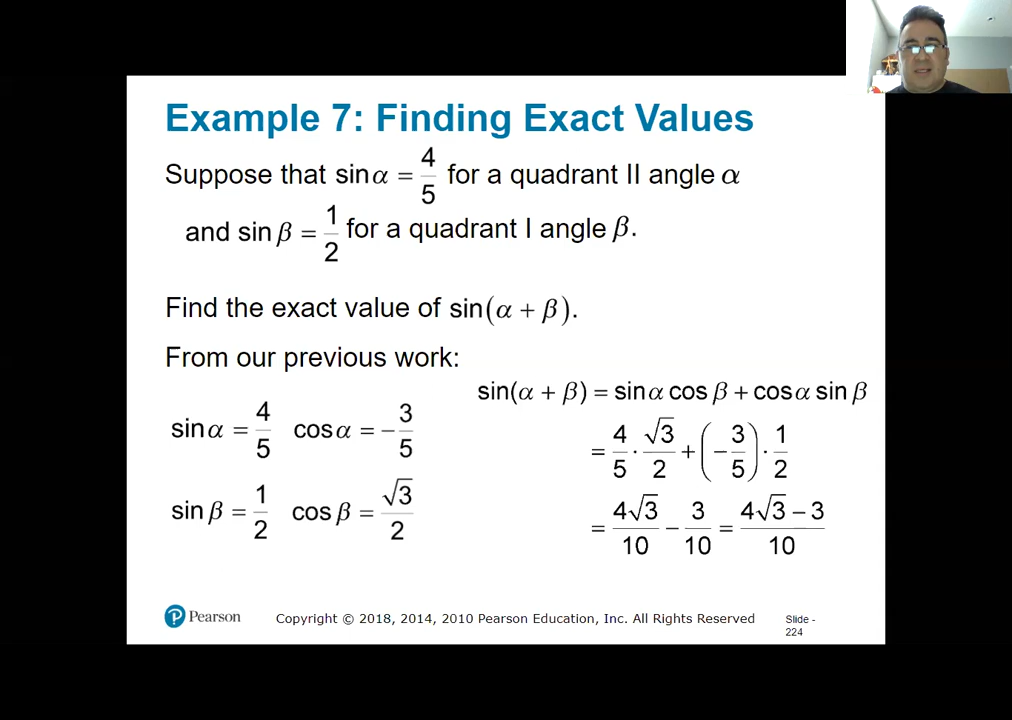 Example 7: Finding Exact Values
Suppose that sin α = 4/5 for a quadrant II angle α
and sin β = 1/2 for a quadrant I angle β.
Find the exact value of sin(α + β).
From our previous work:
sin(α + β) = sin α cos β + cos α sin β
sin α = 4/5 cos α = −3/5
= 4/5 · √3/2 + (−3/5) · 1/2
sin β = 1/2 cos β = √3/2
= 4√3/10 − 3/10 = (4√3 − 3)/10
Pearson
Copyright © 2018, 2014, 2010 Pearson Education, Inc. All Rights Reserved
Slide -
224